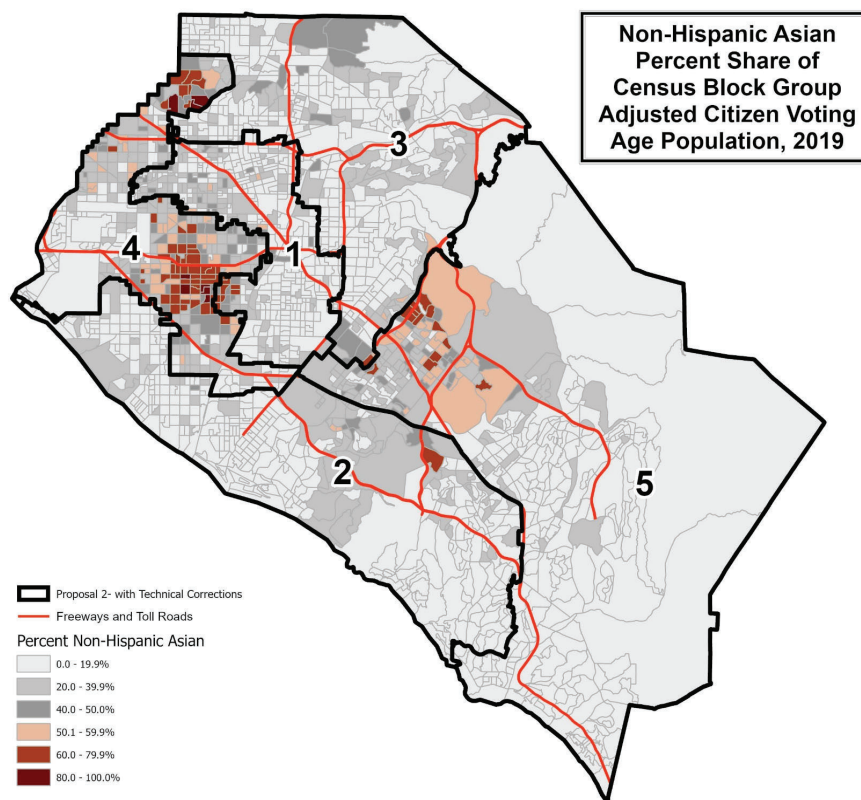 Non-Hispanic Asian
Percent Share of
Census Block Group
Adjusted Citizen Voting
Age Population, 2019
3
4
1
2
5
Proposal 2- with Technical Corrections
Freeways and Toll Roads
Percent Non-Hispanic Asian
0.0 - 19.9%
20.0 - 39.9%
40.0 - 50.0%
50.1 - 59.9%
60.0 - 79.9%
80.0 - 100.0%